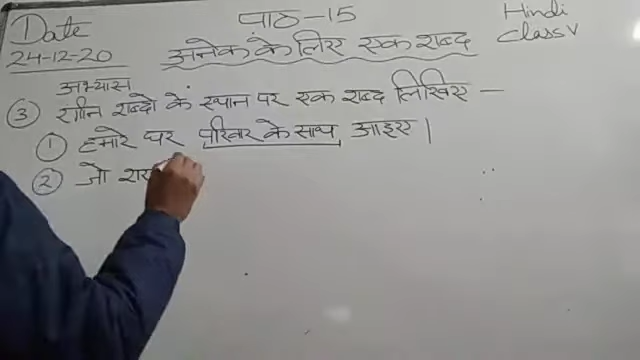 Date
24-12-20
पाठ -15
Hindi
Class V
अनेक के लिए एक शब्द
अभ्यास
③ रंगीन शब्दों के स्थान पर एक शब्द लिखिए —
① हमारे घर परिवार के साथ आइए।
② जो